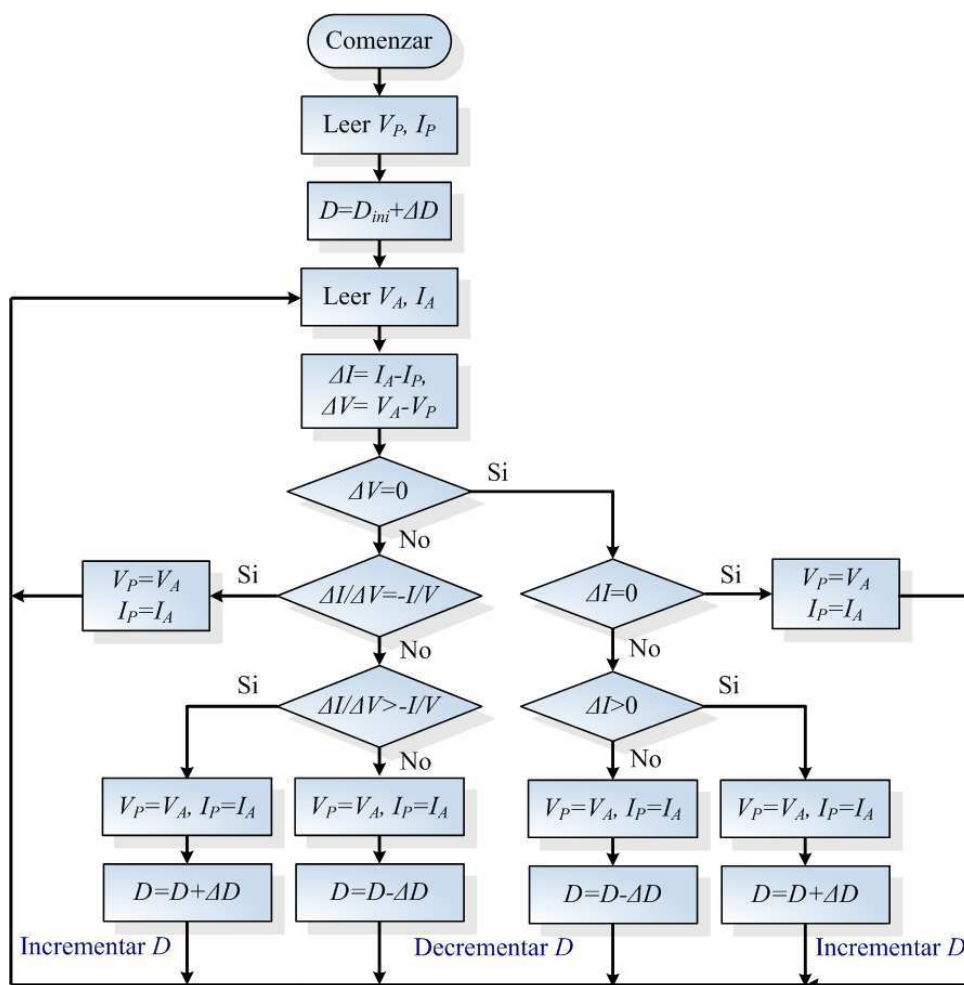 Comenzar
Leer V_P, I_P
D=D_ini+ΔD
Leer V_A, I_A
ΔI= I_A-I_P,
ΔV= V_A-V_P
ΔV=0
Si
No
V_P=V_A
I_P=I_A
Si
ΔI/ΔV=-I/V
No
ΔI=0
Si
No
V_P=V_A
I_P=I_A
Si
ΔI/ΔV>-I/V
No
ΔI>0
Si
No
V_P=V_A, I_P=I_A
V_P=V_A, I_P=I_A
V_P=V_A, I_P=I_A
V_P=V_A, I_P=I_A
D=D+ΔD
D=D-ΔD
D=D-ΔD
D=D+ΔD
Incrementar D
Decrementar D
Incrementar D